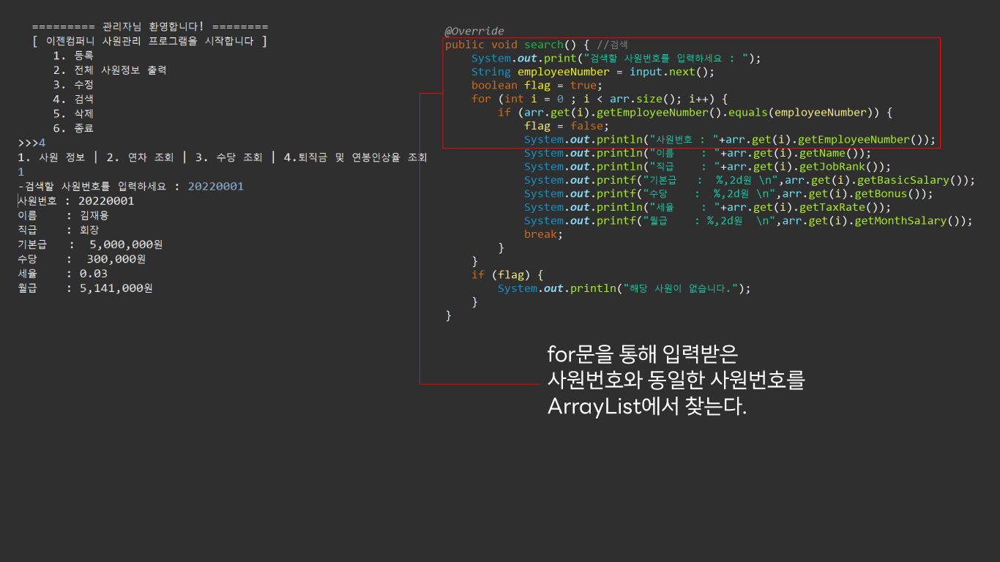 ========= 관리자님 환영합니다! ========
[ 이젠컴퍼니 사원관리 프로그램을 시작합니다 ]
1. 등록
2. 전체 사원정보 출력
3. 수정
4. 검색
5. 삭제
6. 종료
>>>4
1. 사원 정보 | 2. 연차 조회 | 3. 수당 조회 | 4.퇴직금 및 연봉인상율 조회
1
-검색할 사원번호를 입력하세요 : 20220001
사원번호 : 20220001
이름 : 김재용
직급 : 회장
기본급 : 5,000,000원
수당 : 300,000원
세율 : 0.03
월급 : 5,141,000원
@Override
public void search() { //검색
System.out.print("검색할 사원번호를 입력하세요 : ");
String employeeNumber = input.next();
boolean flag = true;
for (int i = 0 ; i < arr.size(); i++) {
if (arr.get(i).getEmployeeNumber().equals(employeeNumber)) {
flag = false;
System.out.println("사원번호 : "+arr.get(i).getEmployeeNumber());
System.out.println("이름 : "+arr.get(i).getName());
System.out.println("직급 : "+arr.get(i).getJobRank());
System.out.printf("기본급 : %,2d원 \n",arr.get(i).getBasicSalary());
System.out.printf("수당 : %,2d원 \n",arr.get(i).getBonus());
System.out.println("세율 : "+arr.get(i).getTaxRate());
System.out.printf("월급 : %,2d원 \n",arr.get(i).getMonthSalary());
break;
}
}
if (flag) {
System.out.println("해당 사원이 없습니다.");
}
}
for문을 통해 입력받은
사원번호와 동일한 사원번호를
ArrayList에서 찾는다.